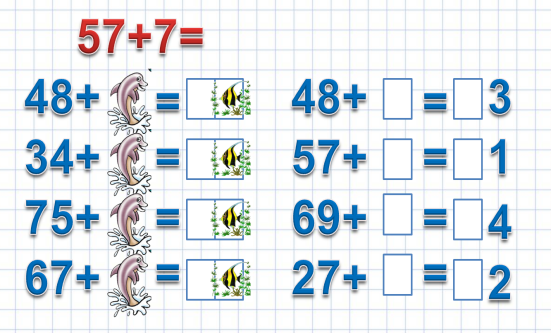 57+7=
48+ = 48+ = 3
34+ = 57+ = 1
75+ = 69+ = 4
67+ = 27+ = 2